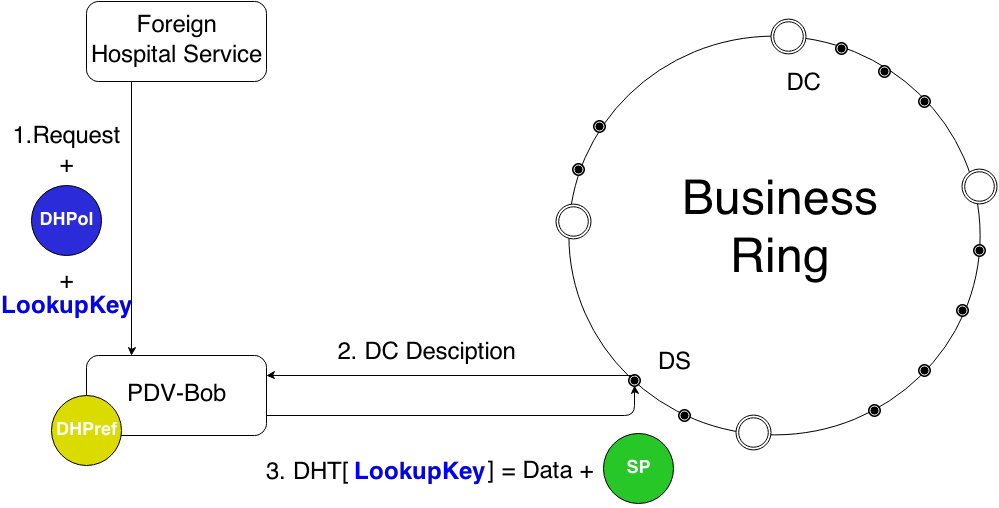 Foreign
Hospital Service
1.Request
+
DHPol
+
LookupKey
PDV-Bob
DHPref
2. DC Desciption
3. DHT[ LookupKey] = Data +
SP
DS
DC
Business
Ring